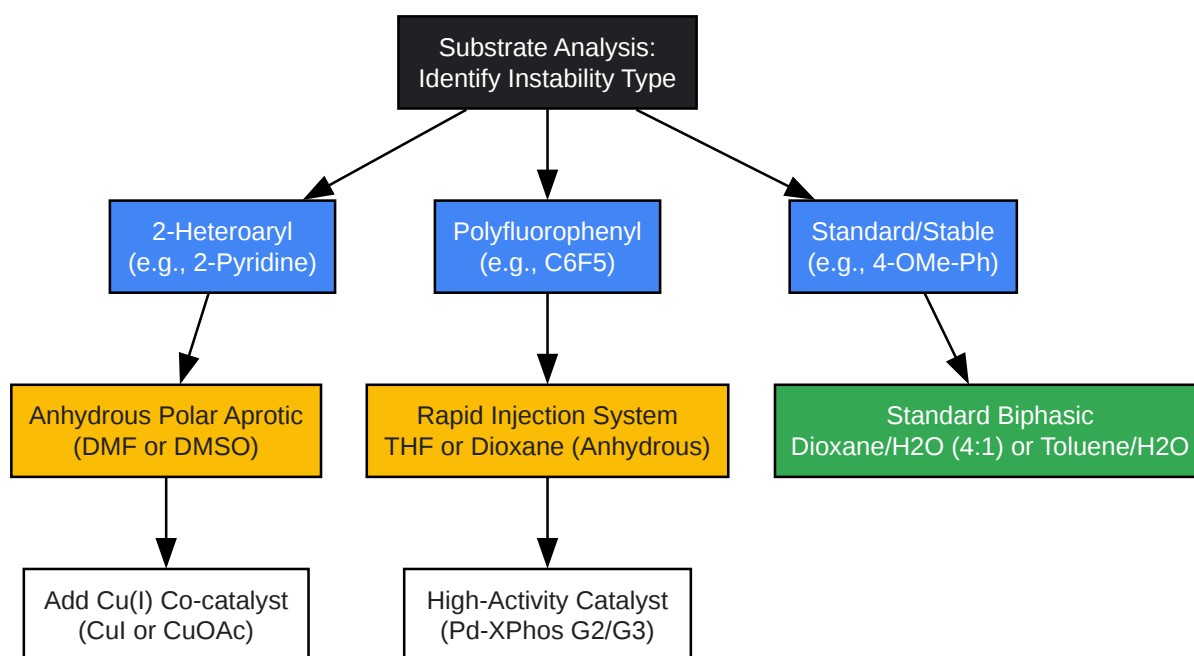 Substrate Analysis:
Identify Instability Type
2-Heteroaryl
(e.g., 2-Pyridine)
Polyfluorophenyl
(e.g., C6F5)
Standard/Stable
(e.g., 4-OMe-Ph)
Anhydrous Polar Aprotic
(DMF or DMSO)
Rapid Injection System
THF or Dioxane (Anhydrous)
Standard Biphasic
Dioxane/H2O (4:1) or Toluene/H2O
Add Cu(I) Co-catalyst
(CuI or CuOAc)
High-Activity Catalyst
(Pd-XPhos G2/G3)